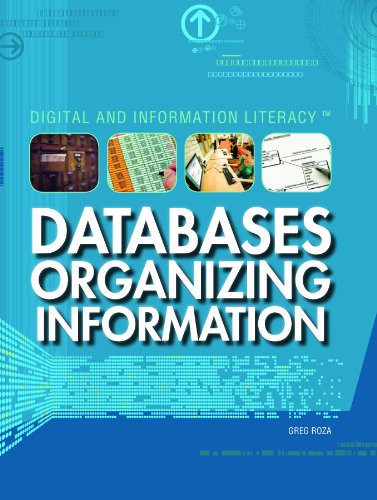 DIGITAL AND INFORMATION LITERACY™
DATABASES
ORGANIZING
INFORMATION
GREG ROZA